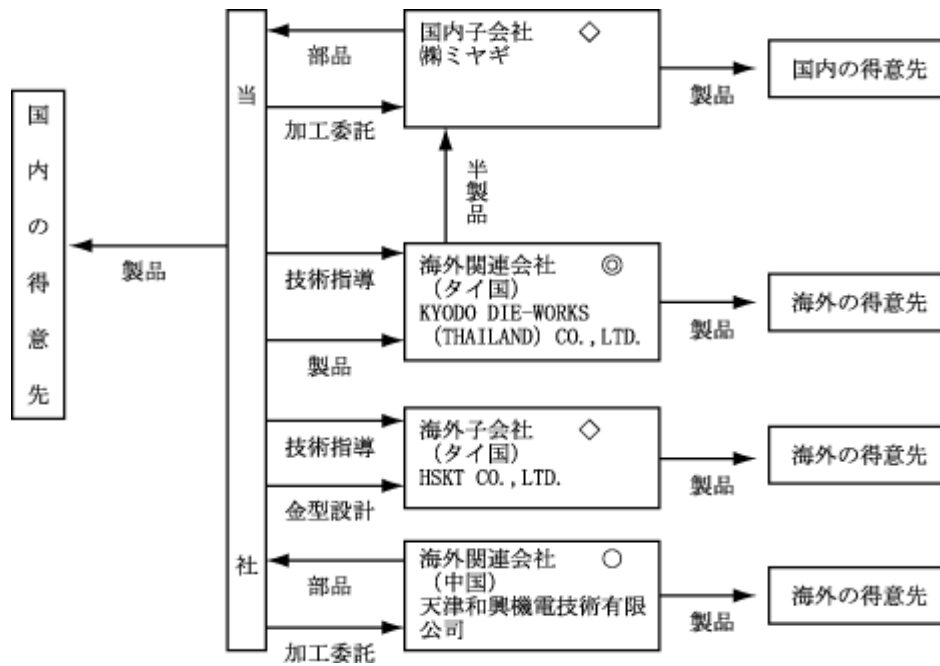 国内の得意先
製品
当社
部品
加工委託
国内子会社 ◇
㈱ミヤギ
製品
国内の得意先
半製品
技術指導
製品
海外関連会社 ◎
(タイ国)
KYODO DIE-WORKS
(THAILAND) CO.,LTD.
製品
海外の得意先
技術指導
金型設計
海外子会社 ◇
(タイ国)
HSKT CO.,LTD.
製品
海外の得意先
部品
加工委託
海外関連会社 ○
(中国)
天津和興機電技術有限
公司
製品
海外の得意先